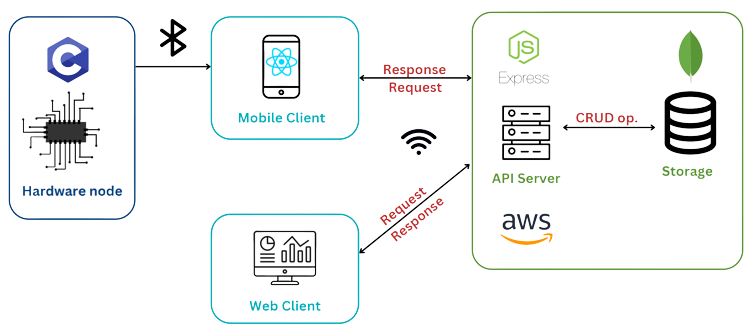 C
Hardware node
Mobile Client
Response
Request
JS
Express
API Server
aws
CRUD op.
Storage
Request
Response
Web Client